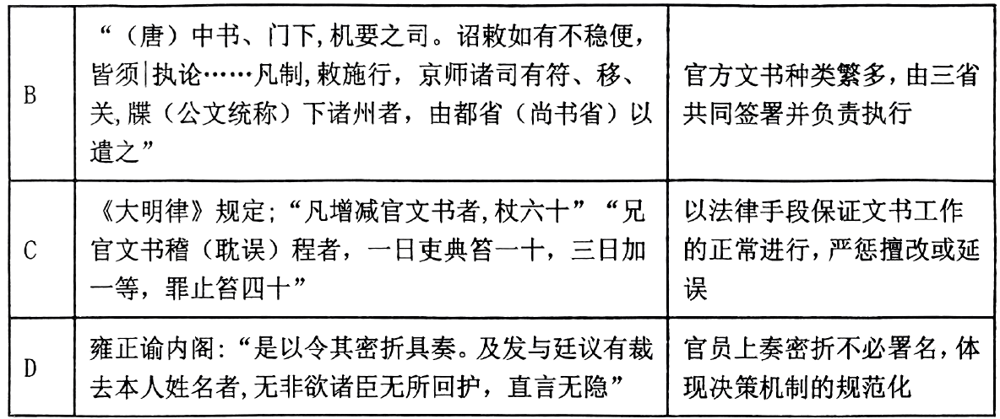 B
“（唐）中书、门下,机要之司。诏敕如有不稳便，
皆须|执论……凡制,敕施行，京师诸司有符、移、
关,牒（公文统称）下诸州者，由都省（尚书省）以
遣之”
官方文书种类繁多，由三省
共同签署并负责执行
C
《大明律》规定;“凡增减官文书者,杖六十”“兄
官文书稽（耽误）程者，一日吏典笞一十，三日加
一等，罪止笞四十”
以法律手段保证文书工作
的正常进行，严惩擅改或延
误
D
雍正谕内阁:“是以令其密折具奏。及发与廷议有裁
去本人姓名者,无非欲诸臣无所回护，直言无隐”
官员上奏密折不必署名，体
现决策机制的规范化